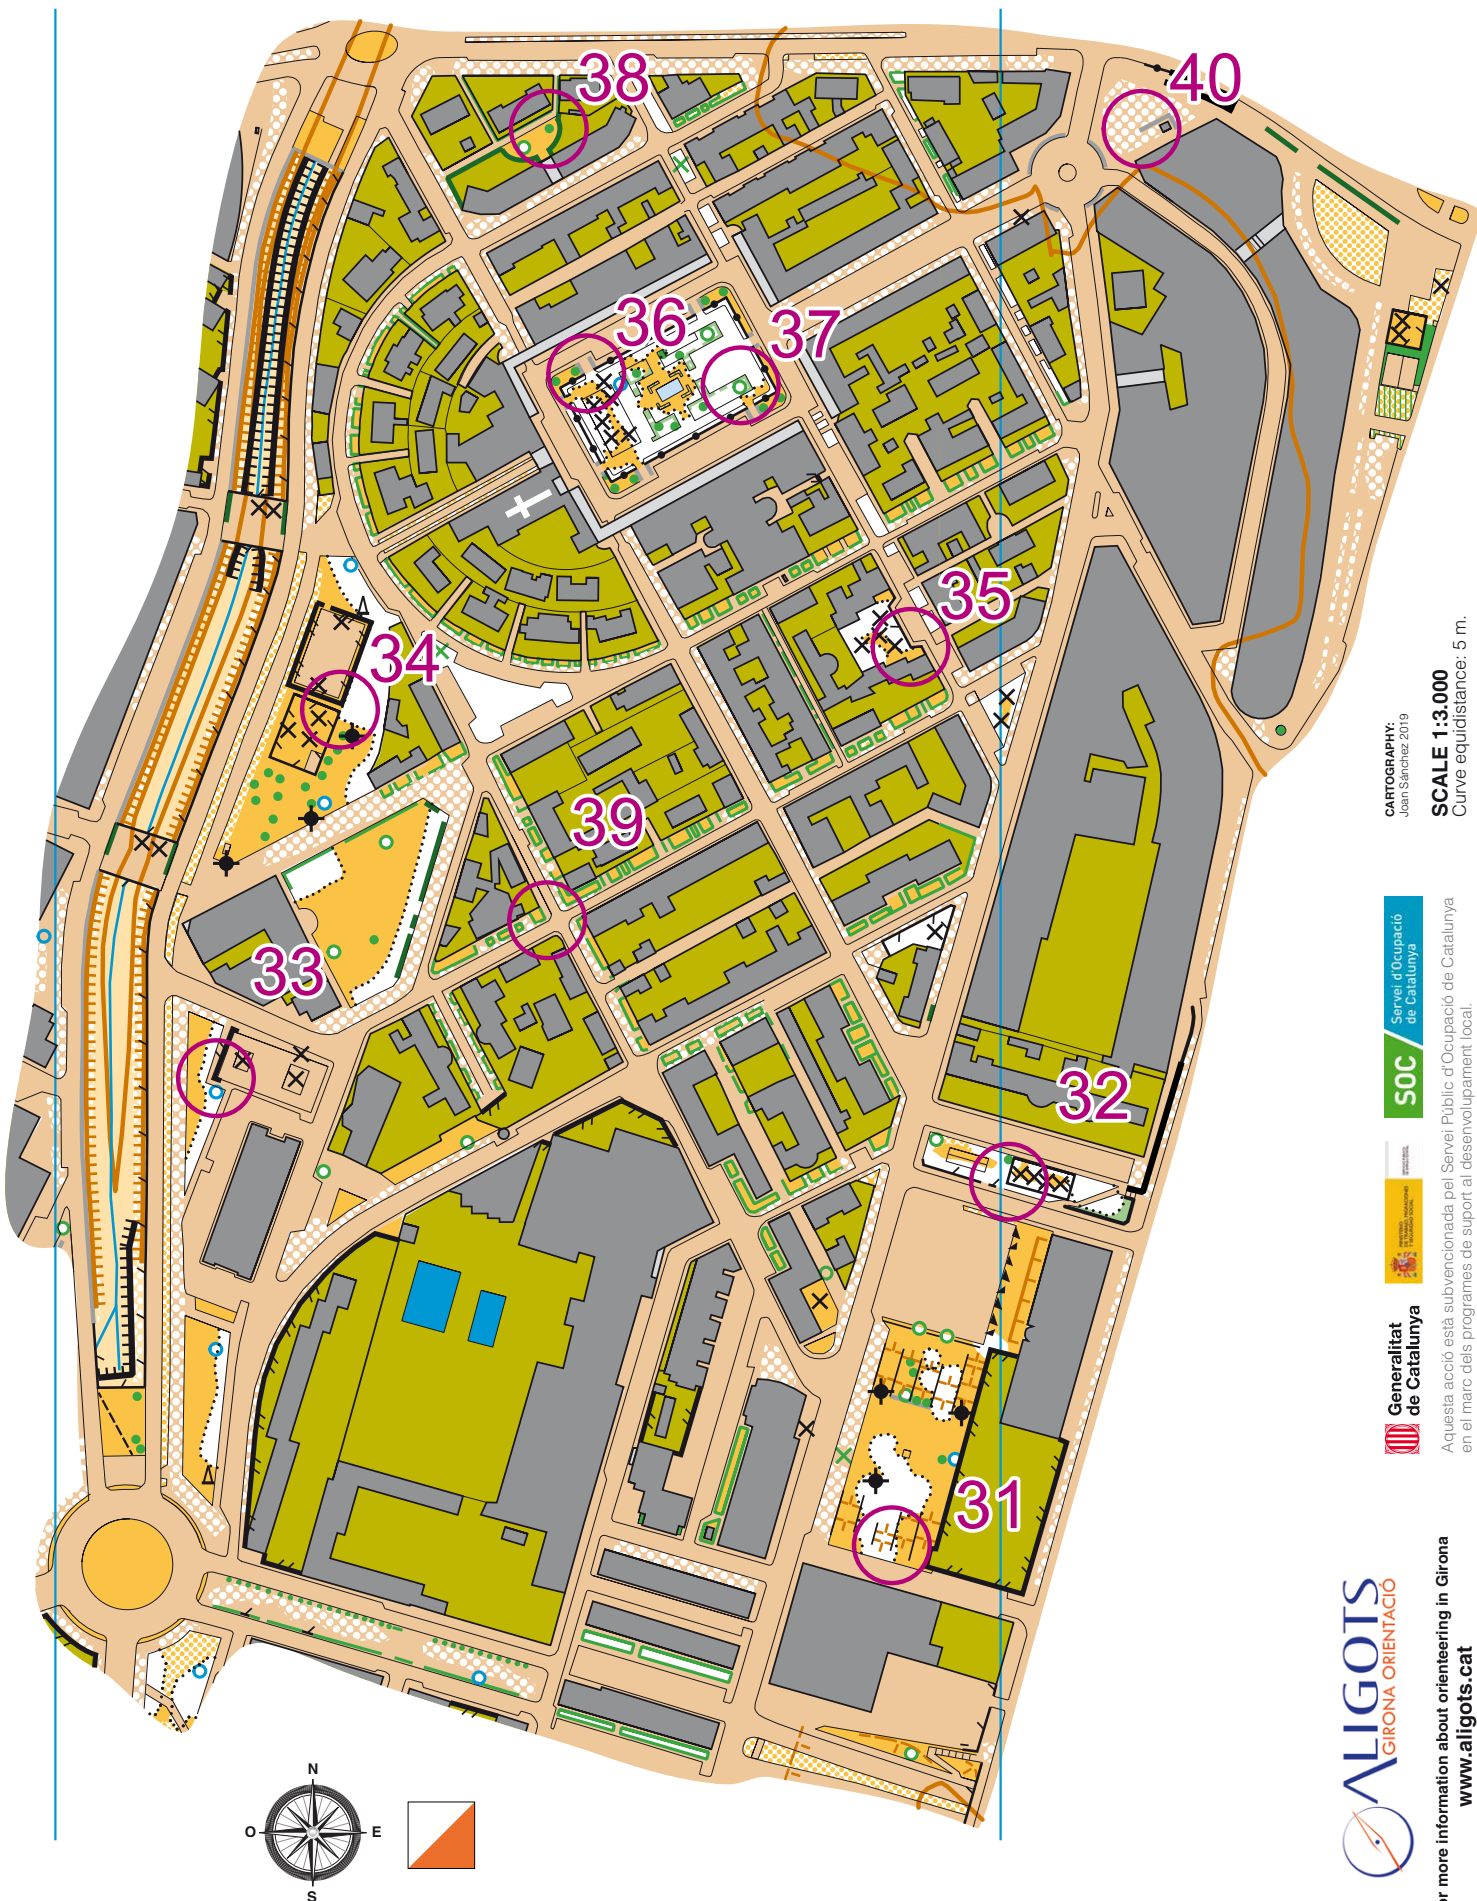 38
40
36
37
35
34
39
33
32
31
N
O
E
S
CARTOGRAPHY:
Joan Sánchez 2019
SCALE 1:3.000
Curve equidistance: 5 m.
Generalitat
de Catalunya
SOC
Servei d'Ocupació
de Catalunya
Aquesta acció està subvencionada pel Servei Públic d'Ocupació de Catalunya
en el marc dels programes de suport al desenvolupament local.
ALIGOTS
GIRONA ORIENTACIÓ
or more information about orienteering in Girona
www.aligots.cat